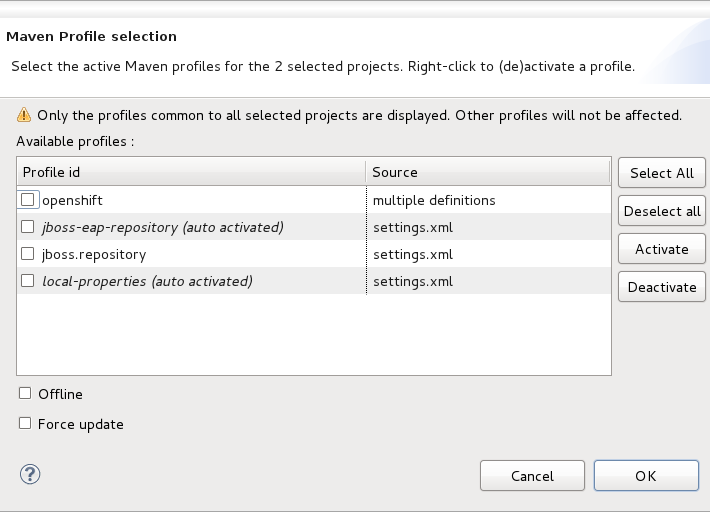 Maven Profile selection
Select the active Maven profiles for the 2 selected projects. Right-click to (de)activate a profile.
Only the profiles common to all selected projects are displayed. Other profiles will not be affected.
Available profiles :
Profile id Source
openshift multiple definitions
jboss-eap-repository (auto activated) settings.xml
jboss.repository settings.xml
local-properties (auto activated) settings.xml
Select All
Deselect all
Activate
Deactivate
Offline
Force update
? Cancel OK